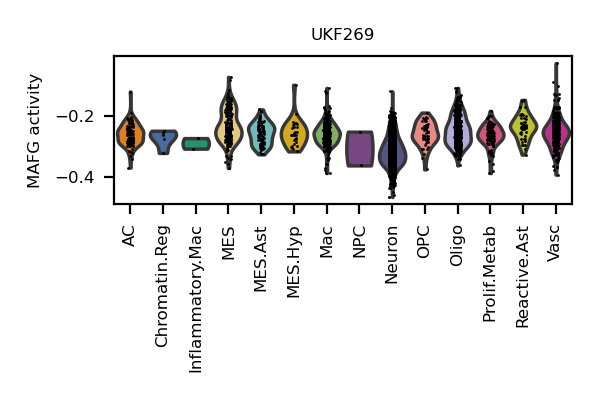 UKF269
MAFG activity
−0.2
−0.4
AC
Chromatin.Reg
Inflammatory.Mac
MES
MES.Ast
MES.Hyp
Mac
NPC
Neuron
OPC
Oligo
Prolif.Metab
Reactive.Ast
Vasc